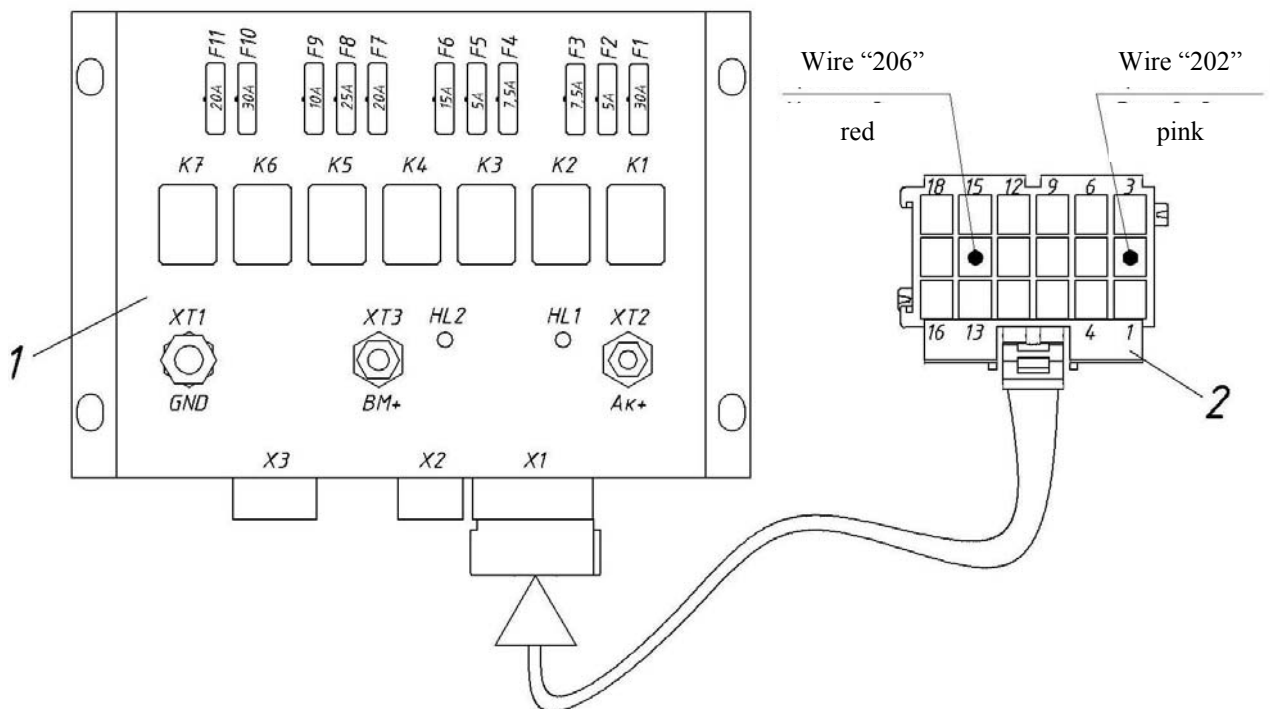 F11 F10 F9 F8 F7 F6 F5 F4 F3 F2 F1
20A 30A 10A 25A 20A 15A 5A 7.5A 7.5A 5A 30A
K7 K6 K5 K4 K3 K2 K1
XT1 XT3 HL2 HL1 XT2
GND BM+ Aк+
X3 X2 X1
1
Wire “206”
red
Wire “202”
pink
18 15 12 9 6 3
16 13 4 1
2